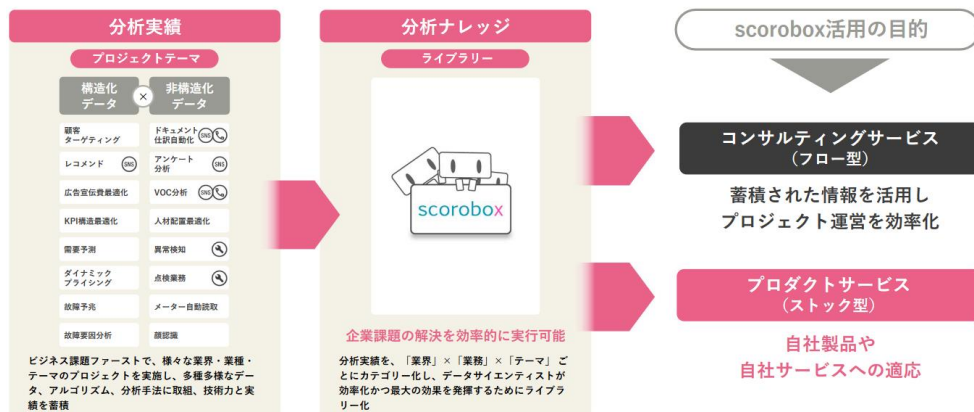 分析実績
プロジェクトテーマ
構造化
データ
×
非構造化
データ
顧客
ターゲティング
ドキュメント
仕訳自動化
SNS
レコメンド
SNS
アンケート
分析
SNS
広告宣伝費最適化
VOC分析
SNS
KPI構造最適化
人材配置最適化
需要予測
異常検知
ダイナミック
プライシング
点検業務
故障予兆
メーター自動読取
故障要因分析
顔認識
ビジネス課題ファーストで、様々な業界・業種・
テーマのプロジェクトを実施し、多種多様なデー
タ、アルゴリズム、分析手法に取組、技術力と実
績を蓄積
分析ナレッジ
ライブラリー
scorobox
企業課題の解決を効率的に実行可能
分析実績を、「業界」×「業務」×「テーマ」ご
とにカテゴリー化し、データサイエンティストが
効率化かつ最大の効果を発揮するためにライブラ
リー化
scorobox活用の目的
コンサルティングサービス
（フロー型）
蓄積された情報を活用し
プロジェクト運営を効率化
プロダクトサービス
（ストック型）
自社製品や
自社サービスへの適応